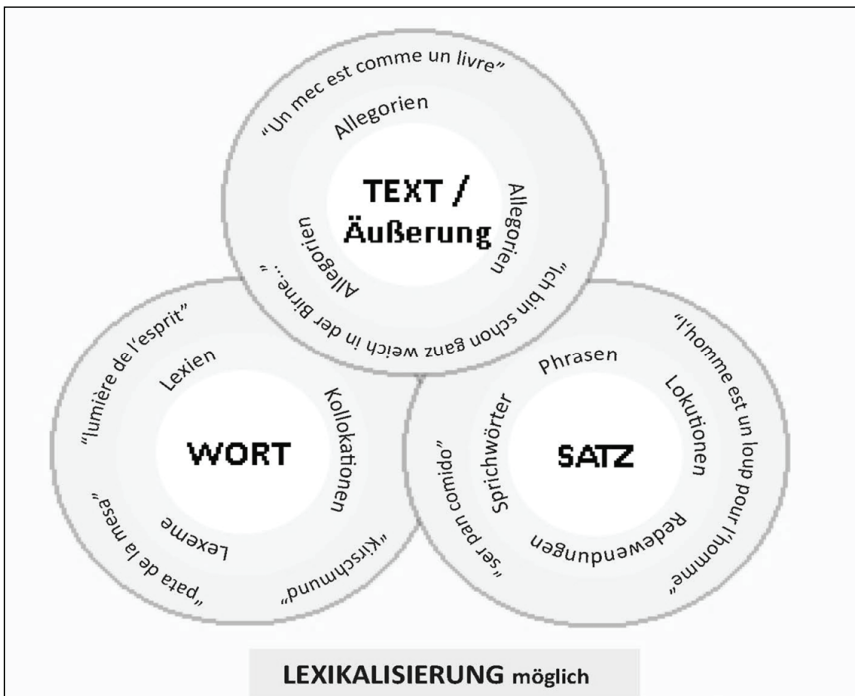 "Un mec est comme un livre"
Allegorien
TEXT /
Äußerung
Allegorien
Allegorien
"Ich bin schon ganz weich in der Birne..."
"lumière de l'esprit"
Lexien
Kollokationen
WORT
Lexeme
"pata de la mesa"
"Kirschmund"
"l'homme est un loup pour l'homme"
Phrasen
Lokutionen
Sprichwörter
SATZ
Redewendungen
"ser pan comido"
LEXIKALISIERUNG möglich